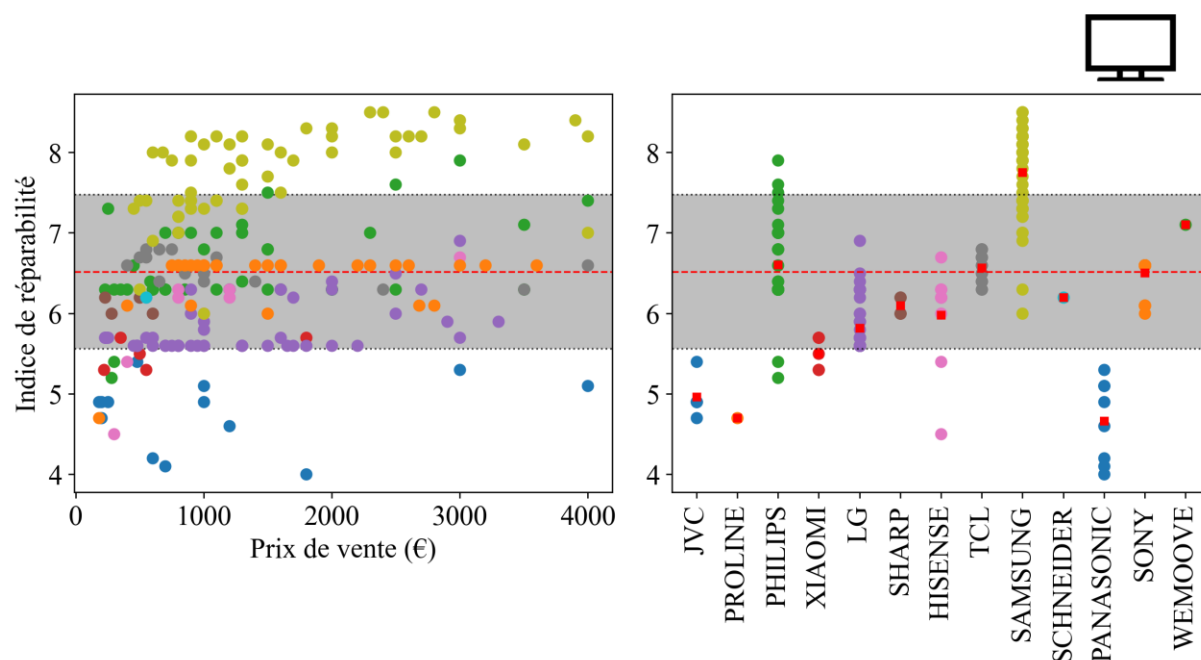 Indice de réparabilité
8
7
6
5
4
0 1000 2000 3000 4000
Prix de vente (€)
8
7
6
5
4
JVC
PROLINE
PHILIPS
XIAOMI
LG
SHARP
HISENSE
TCL
SAMSUNG
SCHNEIDER
PANASONIC
SONY
WEMOOVE